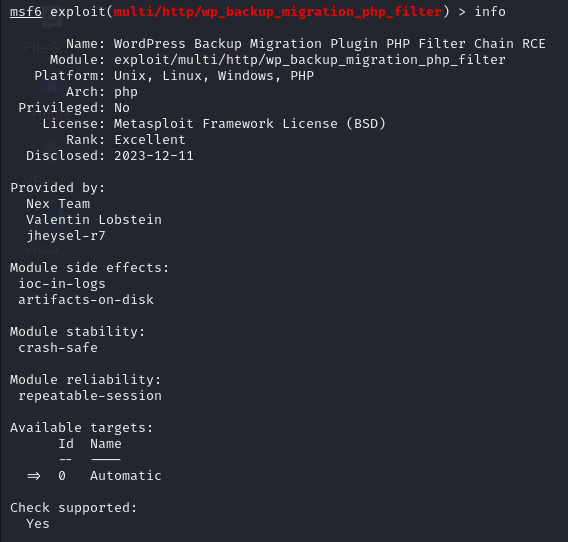 msf6 exploit(multi/http/wp_backup_migration_php_filter) > info
Name: WordPress Backup Migration Plugin PHP Filter Chain RCE
Module: exploit/multi/http/wp_backup_migration_php_filter
Platform: Unix, Linux, Windows, PHP
Arch: php
Privileged: No
License: Metasploit Framework License (BSD)
Rank: Excellent
Disclosed: 2023-12-11
Provided by:
Nex Team
Valentin Lobstein
jheysel-r7
Module side effects:
ioc-in-logs
artifacts-on-disk
Module stability:
crash-safe
Module reliability:
repeatable-session
Available targets:
Id  Name
--  ----
=>  0   Automatic
Check supported:
Yes